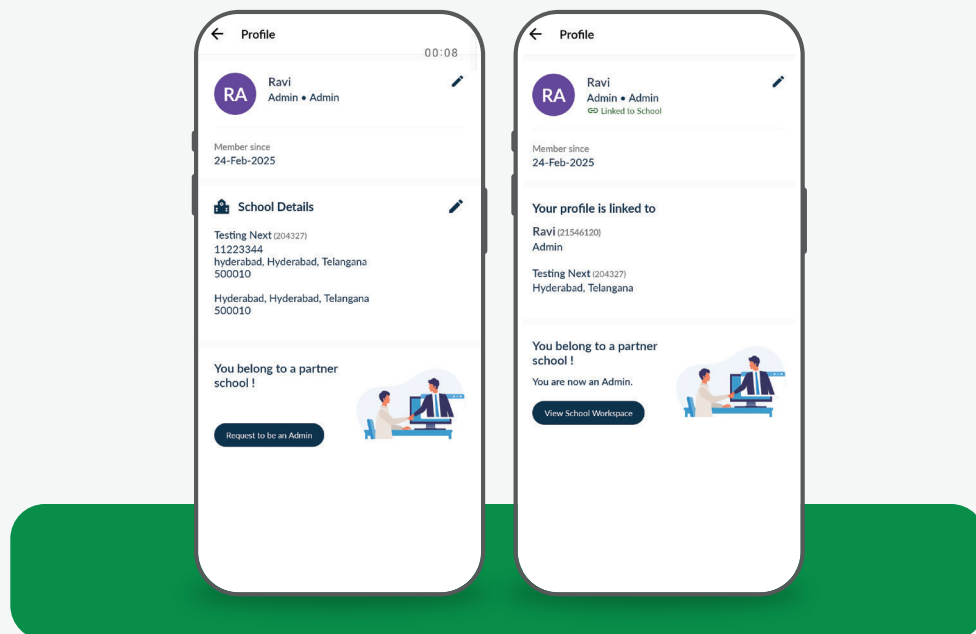 Profile
00:08
RA
Ravi
Admin • Admin
Member since
24-Feb-2025
School Details
Testing Next (204327)
11223344
hyderabad, Hyderabad, Telangana
500010
Hyderabad, Hyderabad, Telangana
500010
You belong to a partner
school !
Request to be an Admin
Profile
RA
Ravi
Admin • Admin
Linked to School
Member since
24-Feb-2025
Your profile is linked to
Ravi (21546120)
Admin
Testing Next (204327)
Hyderabad, Telangana
You belong to a partner
school !
You are now an Admin.
View School Workspace